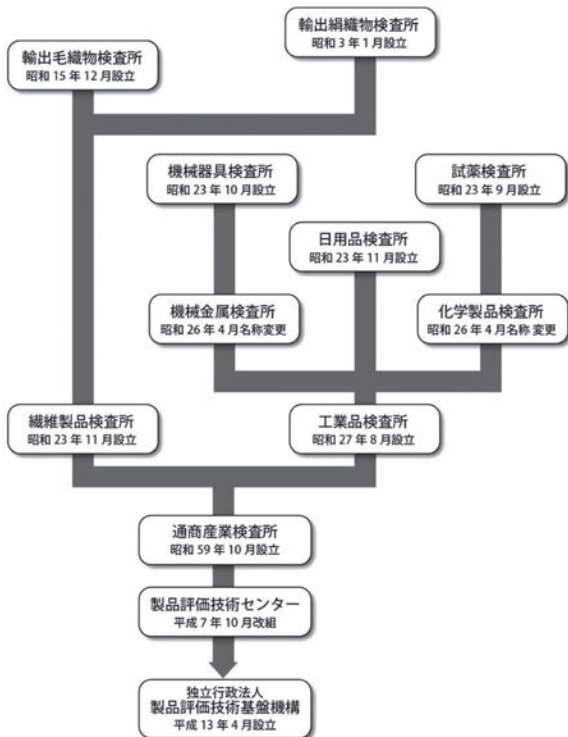 輸出絹織物検査所
昭和3年1月設立
輸出毛織物検査所
昭和15年12月設立
機械器具検査所
昭和23年10月設立
試薬検査所
昭和23年9月設立
日用品検査所
昭和23年11月設立
機械金属検査所
昭和26年4月名称変更
化学製品検査所
昭和26年4月名称変更
繊維製品検査所
昭和23年11月設立
工業品検査所
昭和27年8月設立
通商産業検査所
昭和59年10月設立
製品評価技術センター
平成7年10月改組
独立行政法人
製品評価技術基盤機構
平成13年4月設立